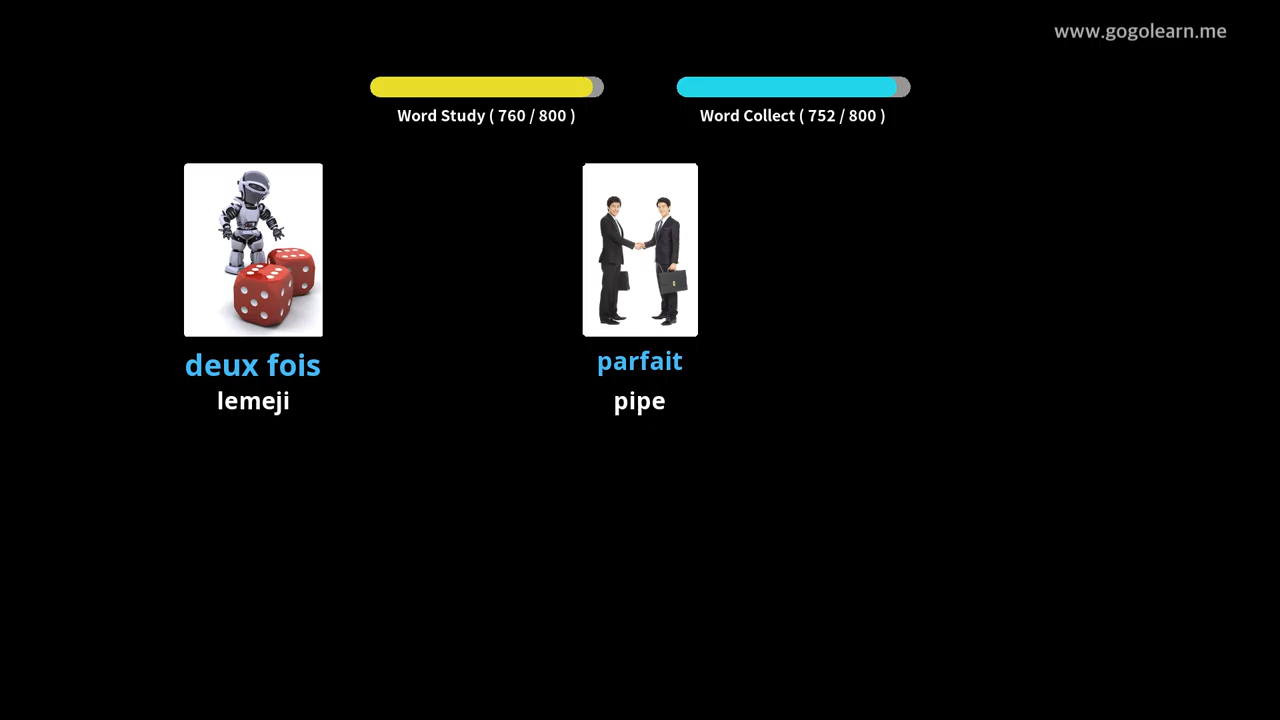 www.gogolearn.me
Word Study ( 760 / 800 )
Word Collect ( 752 / 800 )
deux fois
lemeji
parfait
pipe